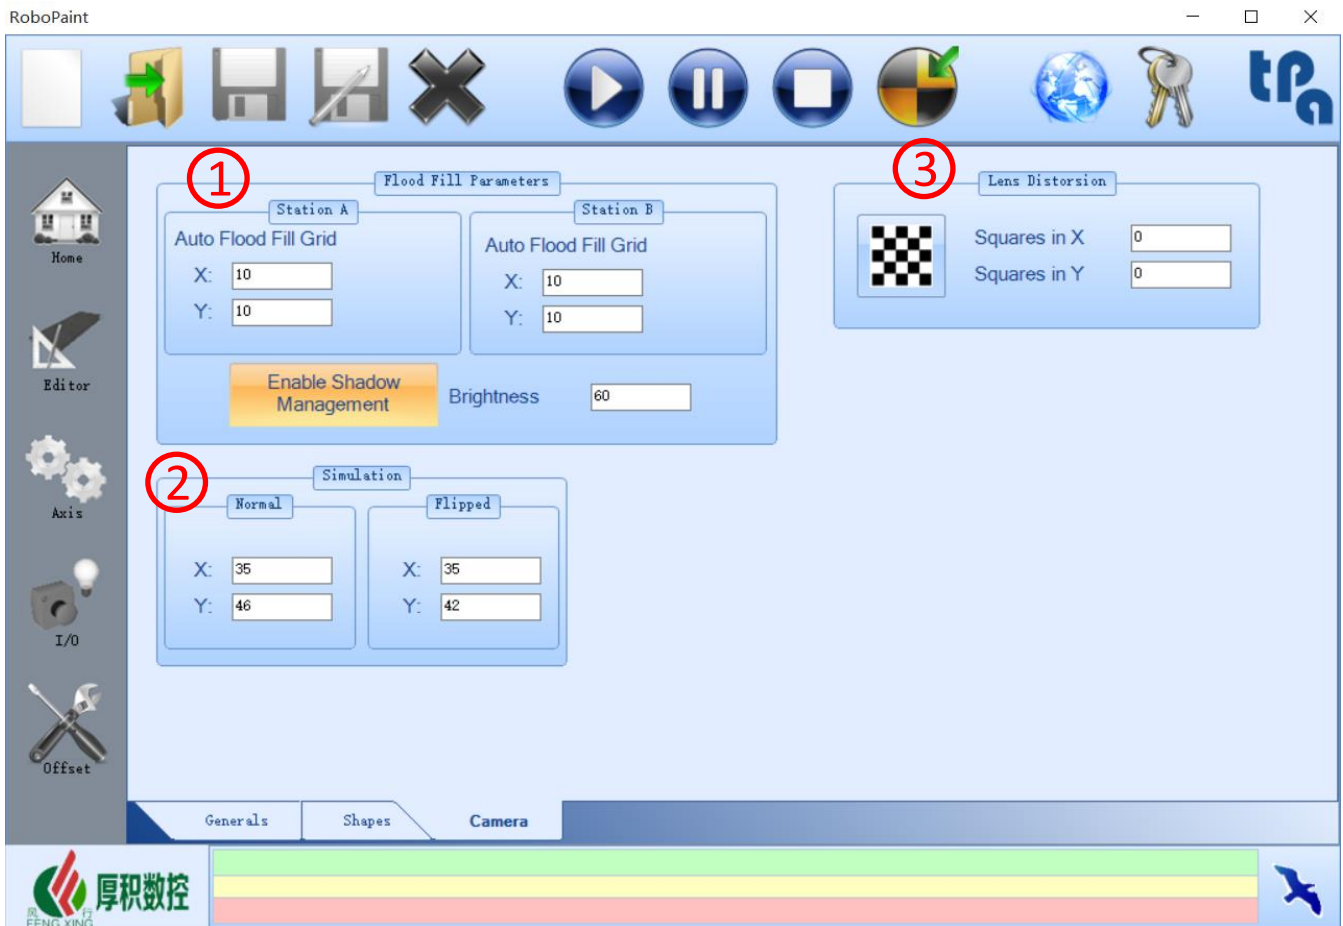 RoboPaint
tpa
1
Flood Fill Parameters
Station A
Auto Flood Fill Grid
X: 10
Y: 10
Station B
Auto Flood Fill Grid
X: 10
Y: 10
Enable Shadow
Management
Brightness 60
2
Simulation
Normal
X: 35
Y: 46
Flipped
X: 35
Y: 42
3
Lens Distorsion
Squares in X 0
Squares in Y 0
Home
Editor
Axis
I/O
Offset
Generals Shapes Camera
厚积数控
风 行
FENG XING